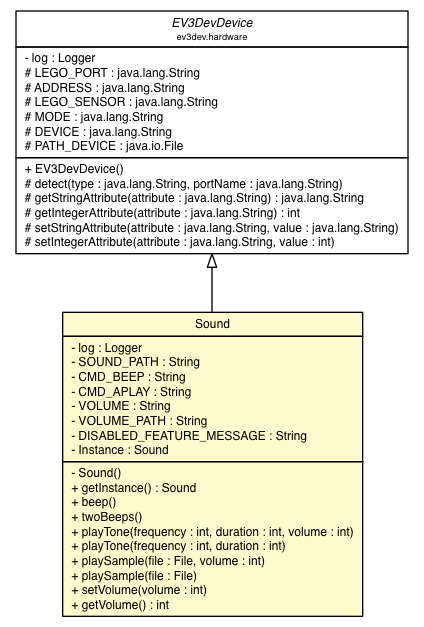 EV3DevDevice
ev3dev.hardware
- log : Logger
# LEGO_PORT : java.lang.String
# ADDRESS : java.lang.String
# LEGO_SENSOR : java.lang.String
# MODE : java.lang.String
# DEVICE : java.lang.String
# PATH_DEVICE : java.io.File
+ EV3DevDevice()
# detect(type : java.lang.String, portName : java.lang.String)
# getStringAttribute(attribute : java.lang.String) : java.lang.String
# getIntegerAttribute(attribute : java.lang.String) : int
# setStringAttribute(attribute : java.lang.String, value : java.lang.String)
# setIntegerAttribute(attribute : java.lang.String, value : int)
Sound
- log : Logger
- SOUND_PATH : String
- CMD_BEEP : String
- CMD_APLAY : String
- VOLUME : String
- VOLUME_PATH : String
- DISABLED_FEATURE_MESSAGE : String
- Instance : Sound
- Sound()
+ getInstance() : Sound
+ beep()
+ twoBeeps()
+ playTone(frequency : int, duration : int, volume : int)
+ playTone(frequency : int, duration : int)
+ playSample(file : File, volume : int)
+ playSample(file : File)
+ setVolume(volume : int)
+ getVolume() : int